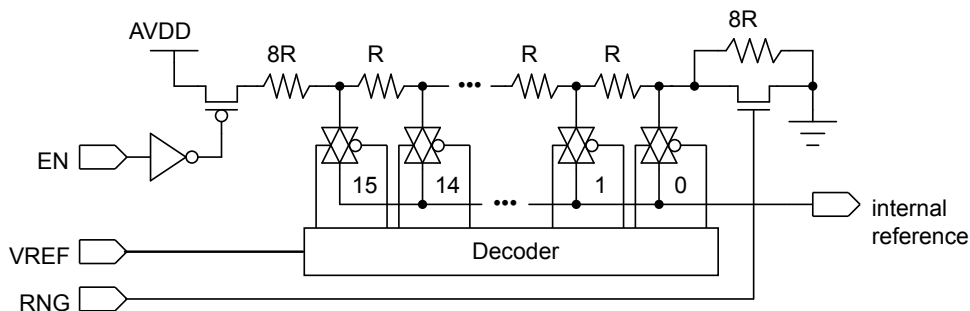 8R
AVDD
8R
R
R
R
•••
EN
15
14
1
0
•••
internal
reference
VREF
Decoder
RNG